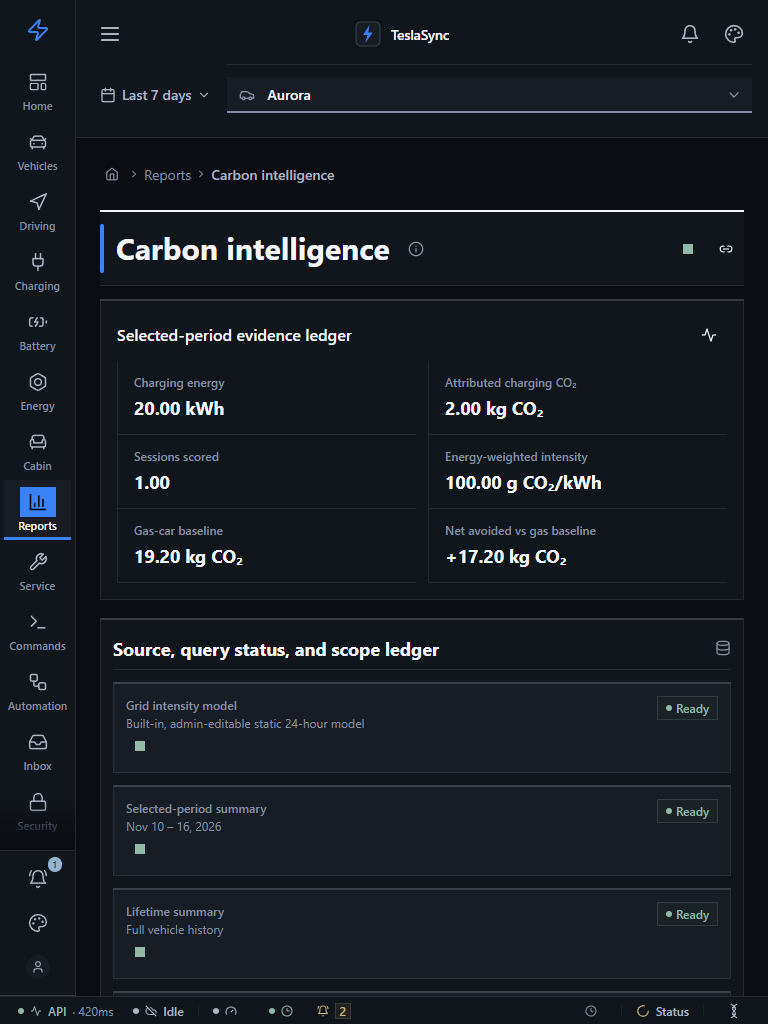 TeslaSync
Last 7 days
Aurora
Home
Vehicles
Driving
Charging
Battery
Energy
Cabin
Reports
Service
Commands
Automation
Inbox
Security
1
Reports
Carbon intelligence
Carbon intelligence
Selected-period evidence ledger
Charging energy
20.00 kWh
Attributed charging CO₂
2.00 kg CO₂
Sessions scored
1.00
Energy-weighted intensity
100.00 g CO₂/kWh
Gas-car baseline
19.20 kg CO₂
Net avoided vs gas baseline
+17.20 kg CO₂
Source, query status, and scope ledger
Grid intensity model
Built-in, admin-editable static 24-hour model
Ready
Selected-period summary
Nov 10 – 16, 2026
Ready
Lifetime summary
Full vehicle history
Ready
API · 420ms
Idle
2
Status